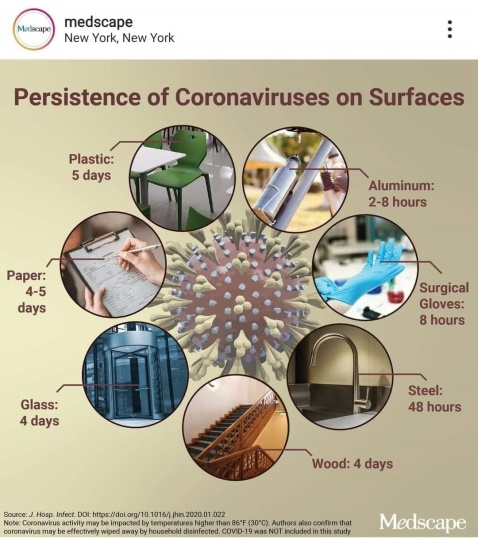 Medscape
medscape
New York, New York
Persistence of Coronaviruses on Surfaces
Plastic:
5 days
Aluminum:
2-8 hours
Paper:
4-5
days
Surgical
Gloves:
8 hours
Glass:
4 days
Steel:
48 hours
Wood: 4 days
Source: J. Hosp. Infect. DOI: https://doi.org/10.1016/j.jhin.2020.01.022
Note: Coronavirus activity may be impacted by temperatures higher than 86°F (30°C). Authors also confirm that
coronavirus may be effectively wiped away by household disinfected. COVID-19 was NOT included in this study
Medscape